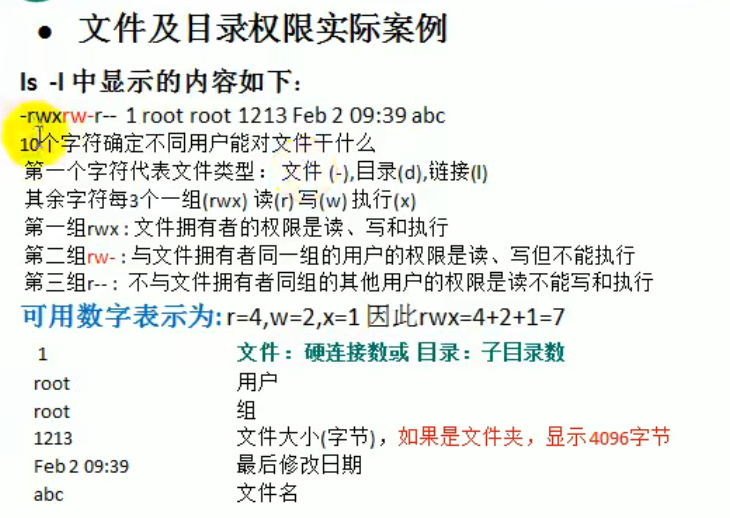 • 文件及目录权限实际案例
ls -l 中显示的内容如下：
-rwxrw-r-- 1 root root 1213 Feb 2 09:39 abc
10个字符确定不同用户能对文件干什么
第一个字符代表文件类型： 文件 (-),目录(d),链接(l)
其余字符每3个一组(rwx) 读(r) 写(w) 执行(x)
第一组rwx : 文件拥有者的权限是读、写和执行
第二组rw- : 与文件拥有者同一组的用户的权限是读、写但不能执行
第三组r-- : 不与文件拥有者同组的其他用户的权限是读不能写和执行
可用数字表示为: r=4,w=2,x=1 因此rwx=4+2+1=7
1 文件：硬连接数或 目录：子目录数
root 用户
root 组
1213 文件大小(字节)，如果是文件夹，显示4096字节
Feb 2 09:39 最后修改日期
abc 文件名